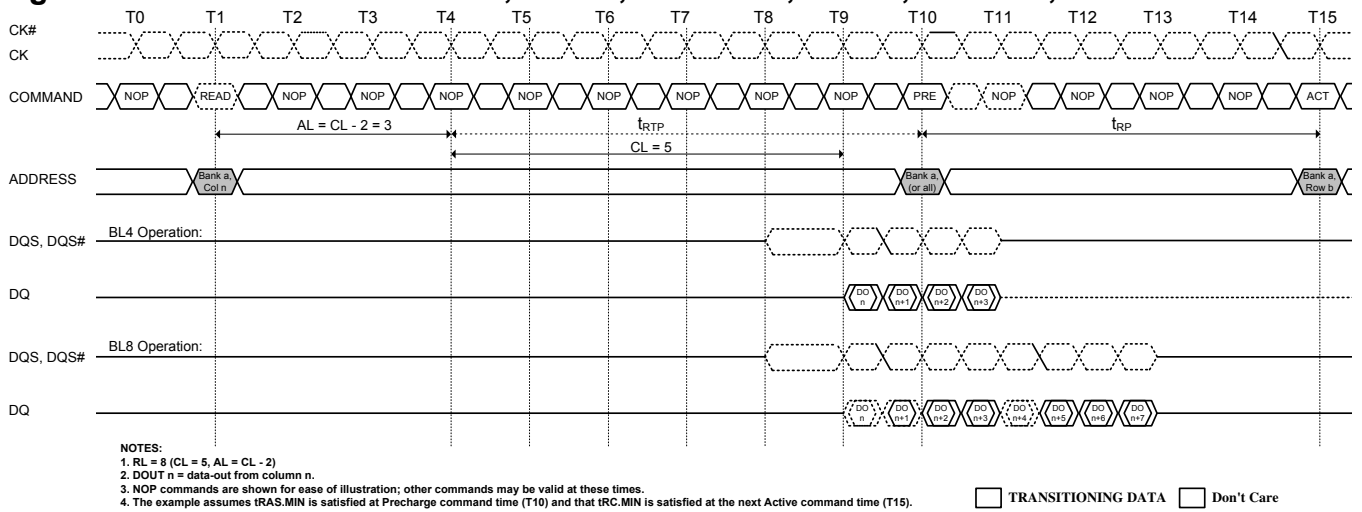 T0 T1 T2 T3 T4 T5 T6 T7 T8 T9 T10 T11 T12 T13 T14 T15
CK#
CK
COMMAND NOP READ NOP NOP NOP NOP NOP NOP NOP NOP PRE NOP NOP NOP NOP ACT
AL = CL - 2 = 3 tRTP tRP
CL = 5
ADDRESS Bank a, Col n Bank a, (or all) Bank a, Row b
BL4 Operation:
DQS, DQS#
DQ DO n DO n+1 DO n+2 DO n+3
BL8 Operation:
DQS, DQS#
DQ DO n DO n+1 DO n+2 DO n+3 DO n+4 DO n+5 DO n+6 DO n+7
NOTES:
1. RL = 8 (CL = 5, AL = CL - 2)
2. DOUT n = data-out from column n.
3. NOP commands are shown for ease of illustration; other commands may be valid at these times.
4. The example assumes tRAS.MIN is satisfied at Precharge command time (T10) and that tRC.MIN is satisfied at the next Active command time (T15).
TRANSITIONING DATA Don't Care